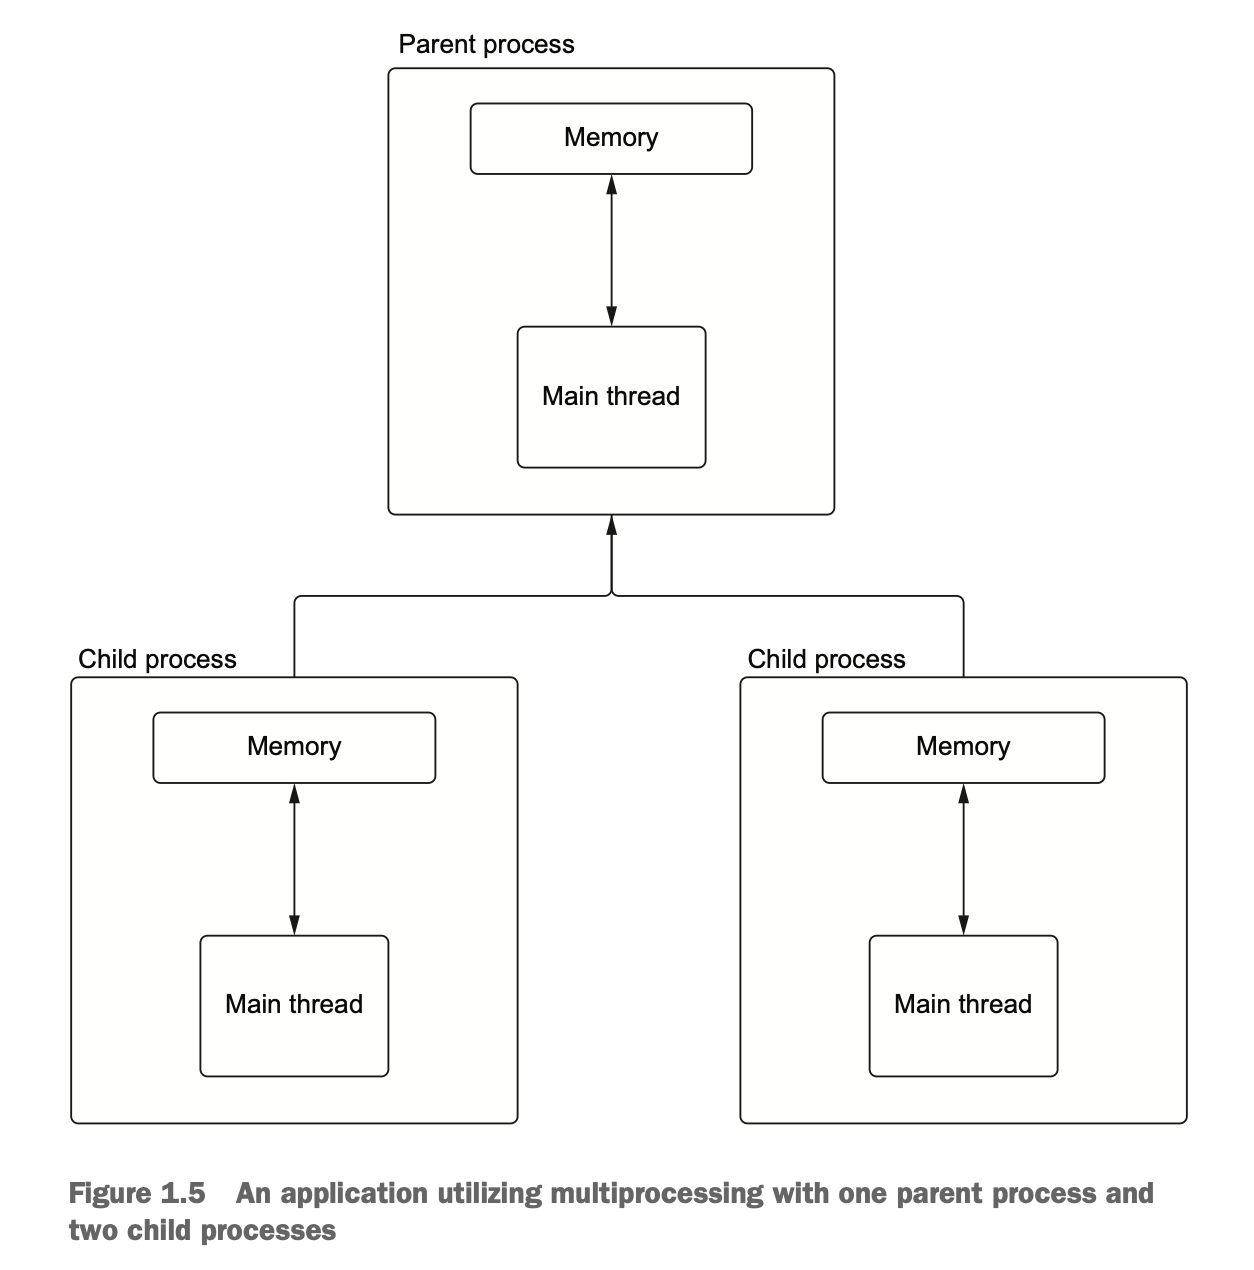 Parent process
Memory
Main thread
Child process
Child process
Memory
Memory
Main thread
Main thread
Figure 1.5 An application utilizing multiprocessing with one parent process and
two child processes